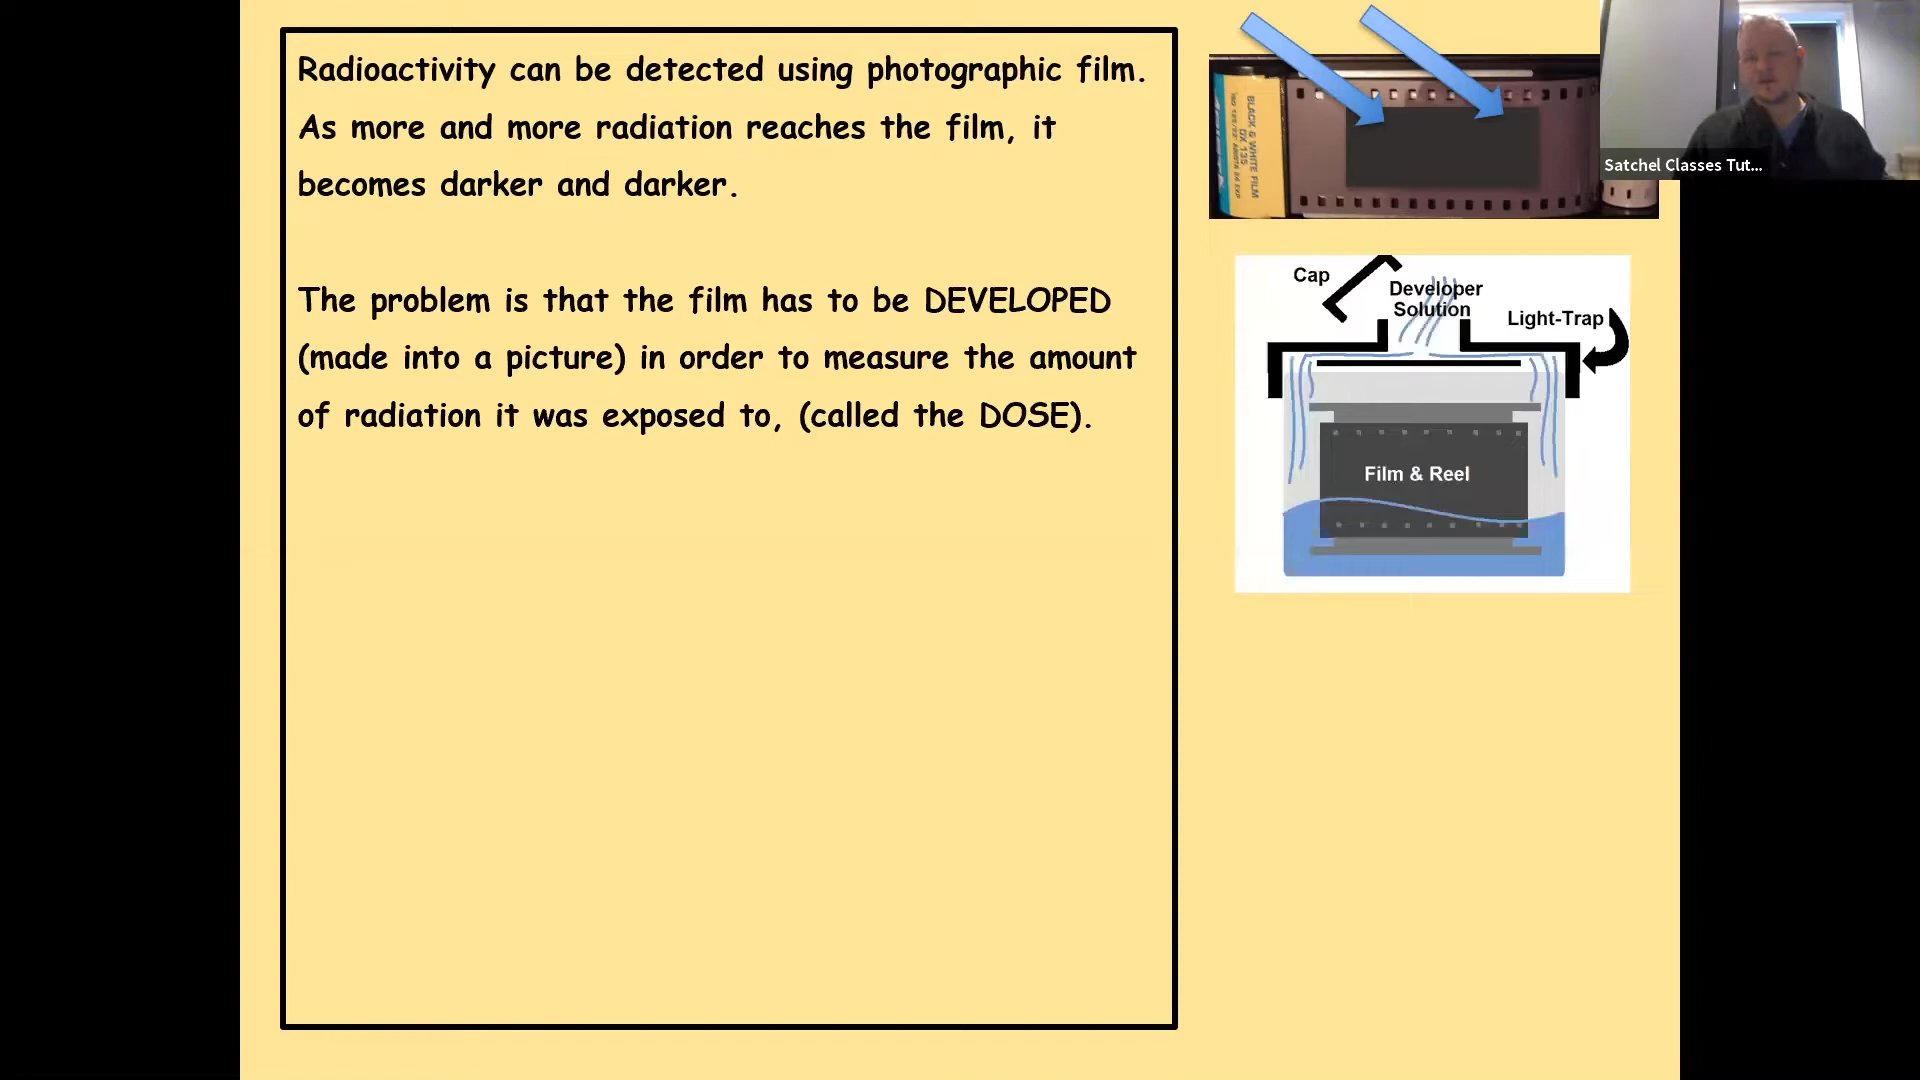 Radioactivity can be detected using photographic film.
As more and more radiation reaches the film, it
becomes darker and darker.
The problem is that the film has to be DEVELOPED
(made into a picture) in order to measure the amount
of radiation it was exposed to, (called the DOSE).
BLACK & WHITE FILM
DX 135
Satchel Classes Tut...
Cap
Developer
Solution
Light-Trap
Film & Reel